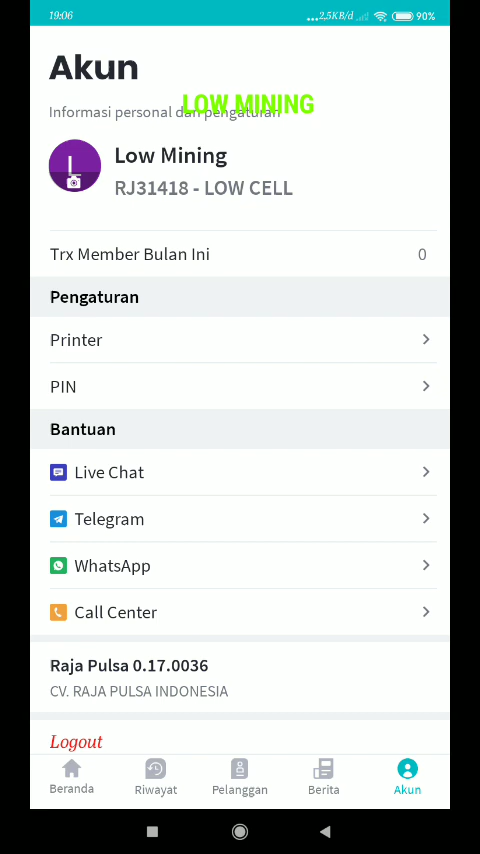 19:06
...2,5KB/d
90%
Akun
LOW MINING
Informasi personal dan pengaturan
Low Mining
RJ31418 - LOW CELL
Trx Member Bulan Ini 0
Pengaturan
Printer
PIN
Bantuan
Live Chat
Telegram
WhatsApp
Call Center
Raja Pulsa 0.17.0036
CV. RAJA PULSA INDONESIA
Logout
Beranda Riwayat Pelanggan Berita Akun